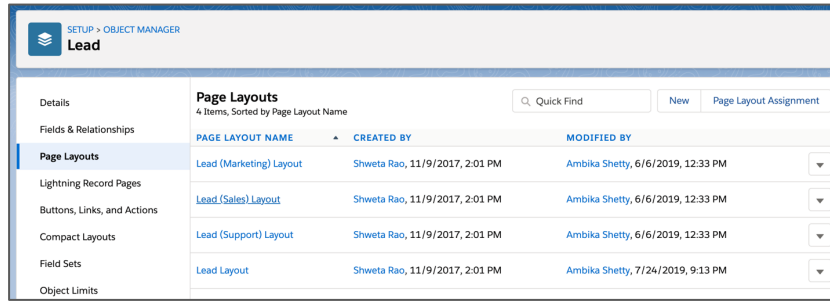 SETUP > OBJECT MANAGER
Lead
Details
Fields & Relationships
Page Layouts
Lightning Record Pages
Buttons, Links, and Actions
Compact Layouts
Field Sets
Object Limits
Page Layouts
4 Items, Sorted by Page Layout Name
Quick Find
New
Page Layout Assignment
PAGE LAYOUT NAME CREATED BY MODIFIED BY
Lead (Marketing) Layout Shweta Rao, 11/9/2017, 2:01 PM Ambika Shetty, 6/6/2019, 12:33 PM
Lead (Sales) Layout Shweta Rao, 11/9/2017, 2:01 PM Ambika Shetty, 6/6/2019, 12:33 PM
Lead (Support) Layout Shweta Rao, 11/9/2017, 2:01 PM Ambika Shetty, 6/6/2019, 12:33 PM
Lead Layout Shweta Rao, 11/9/2017, 2:01 PM Ambika Shetty, 7/24/2019, 9:13 PM